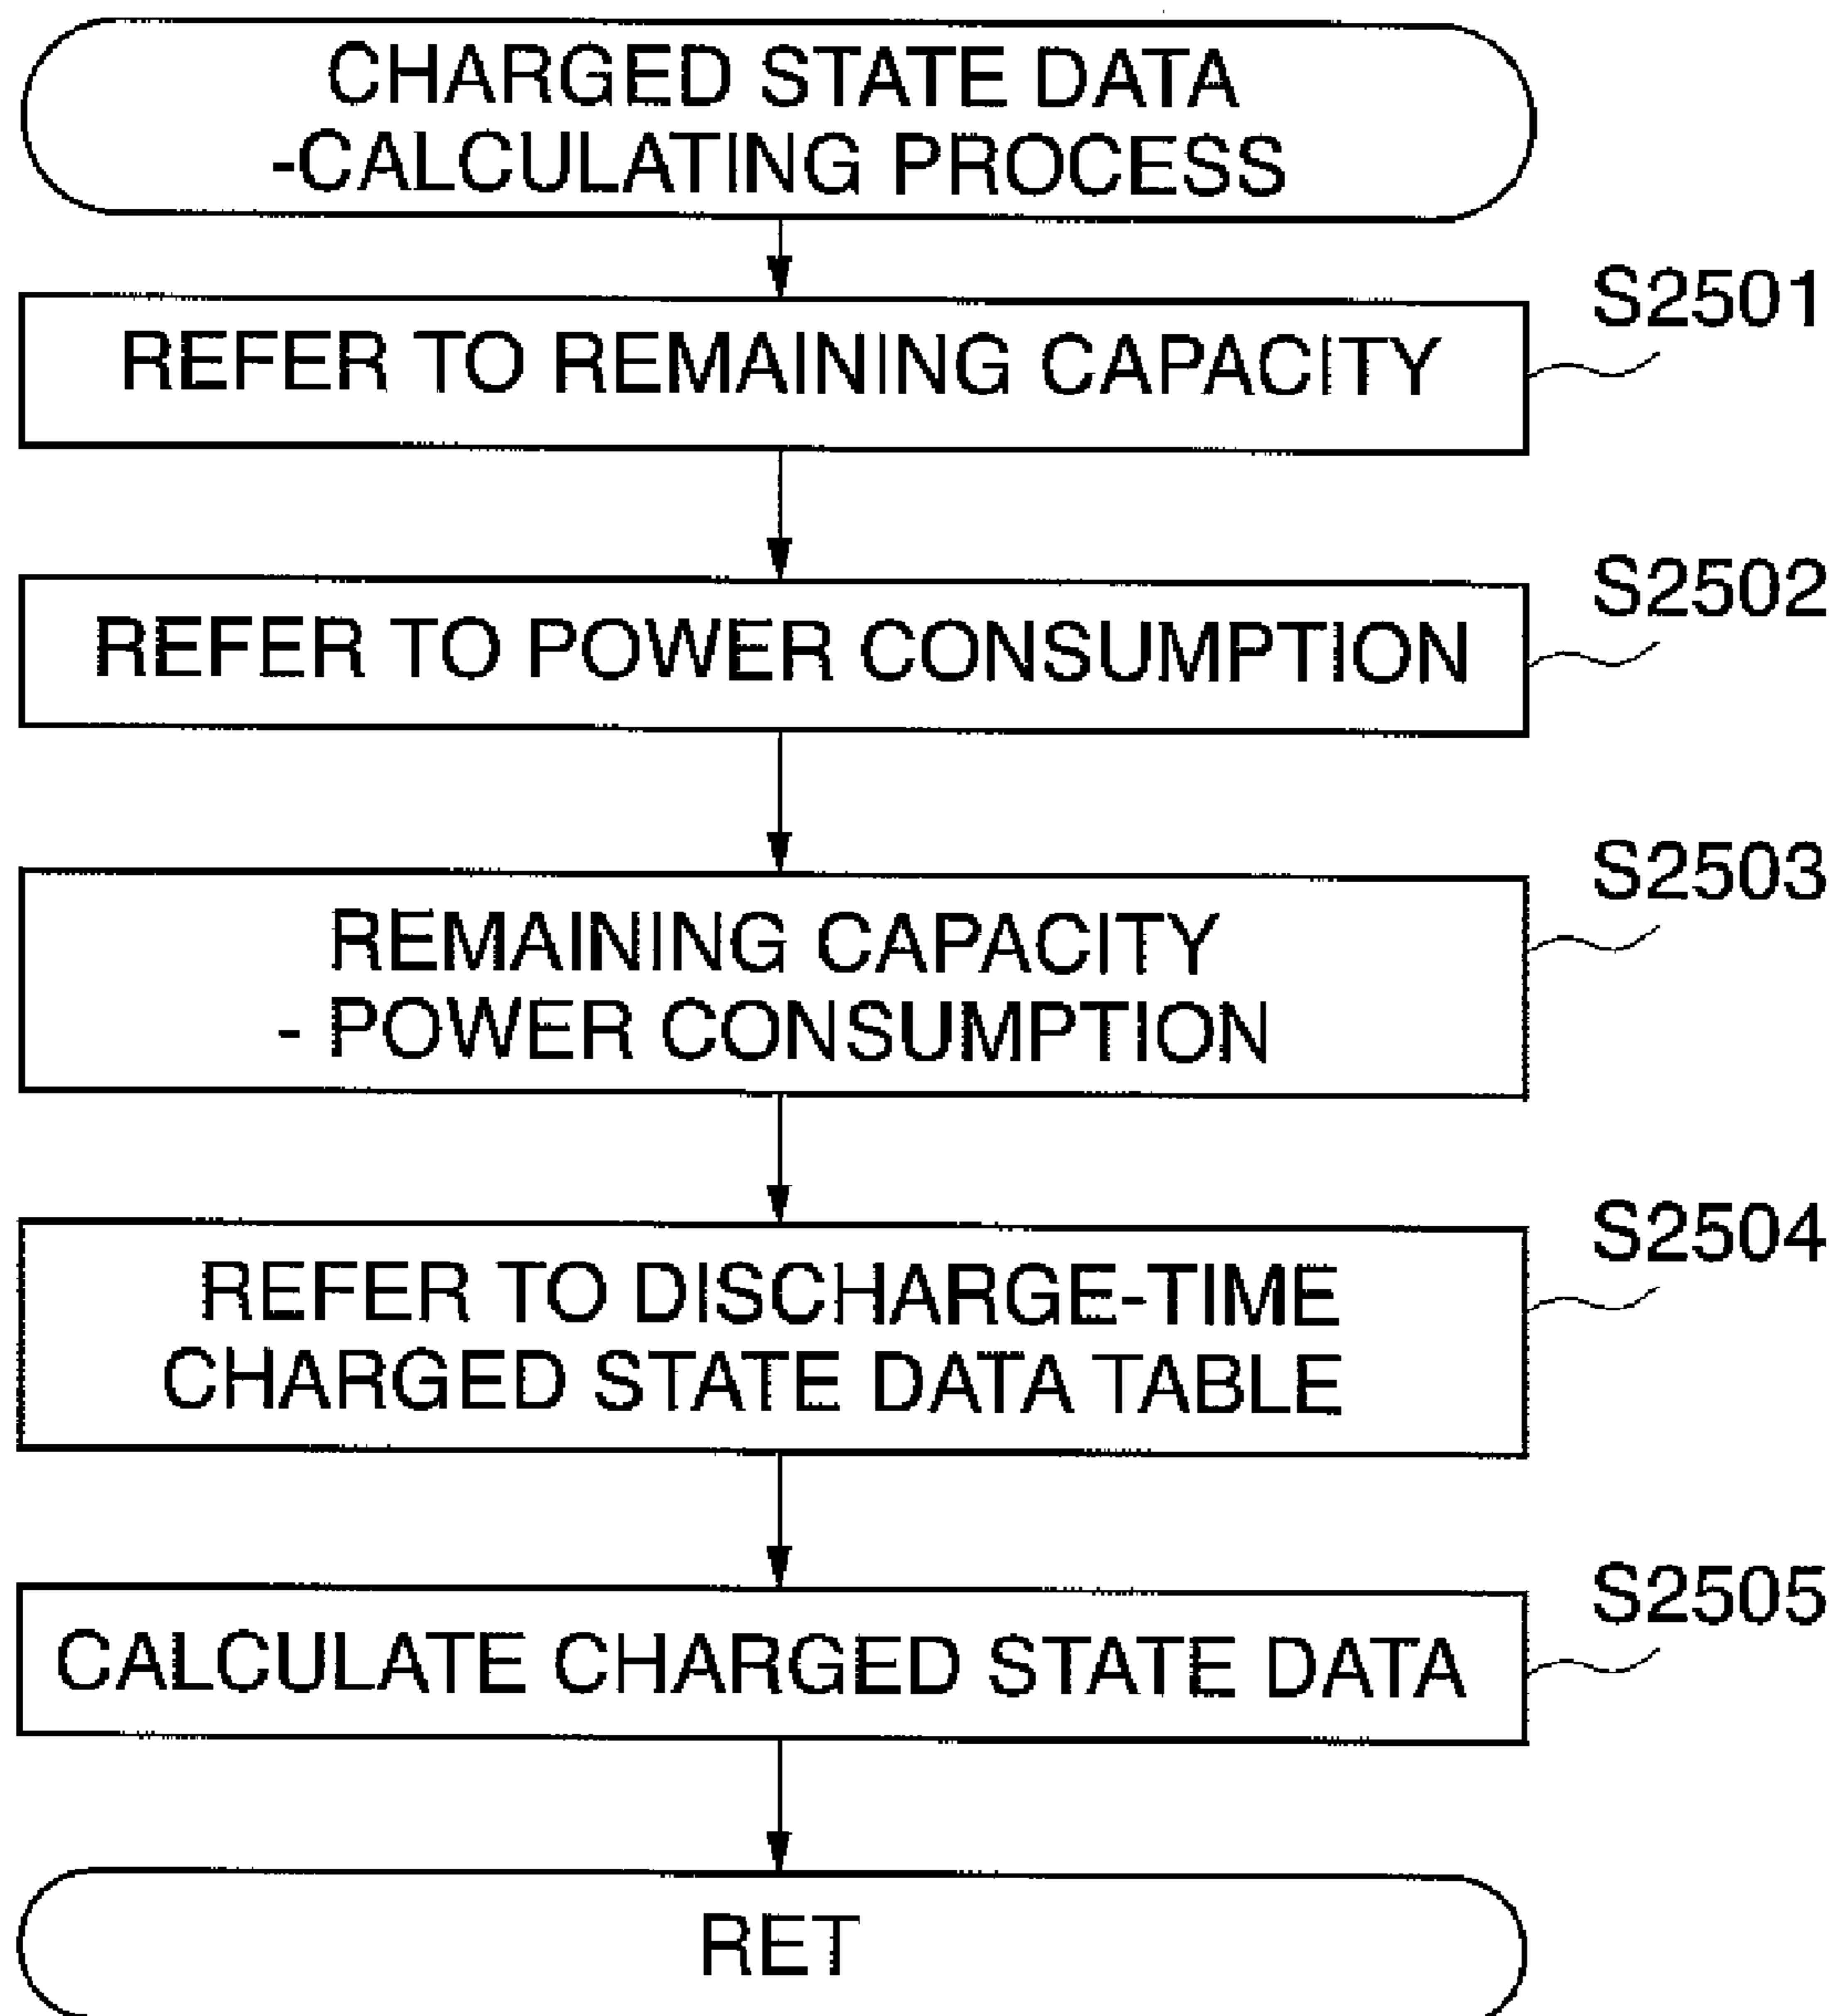 CHARGED STATE DATA
-CALCULATING PROCESS
S2501
REFER TO REMAINING CAPACITY
S2502
REFER TO POWER CONSUMPTION
S2503
REMAINING CAPACITY
- POWER CONSUMPTION
S2504
REFER TO DISCHARGE-TIME
CHARGED STATE DATA TABLE
S2505
CALCULATE CHARGED STATE DATA
RET